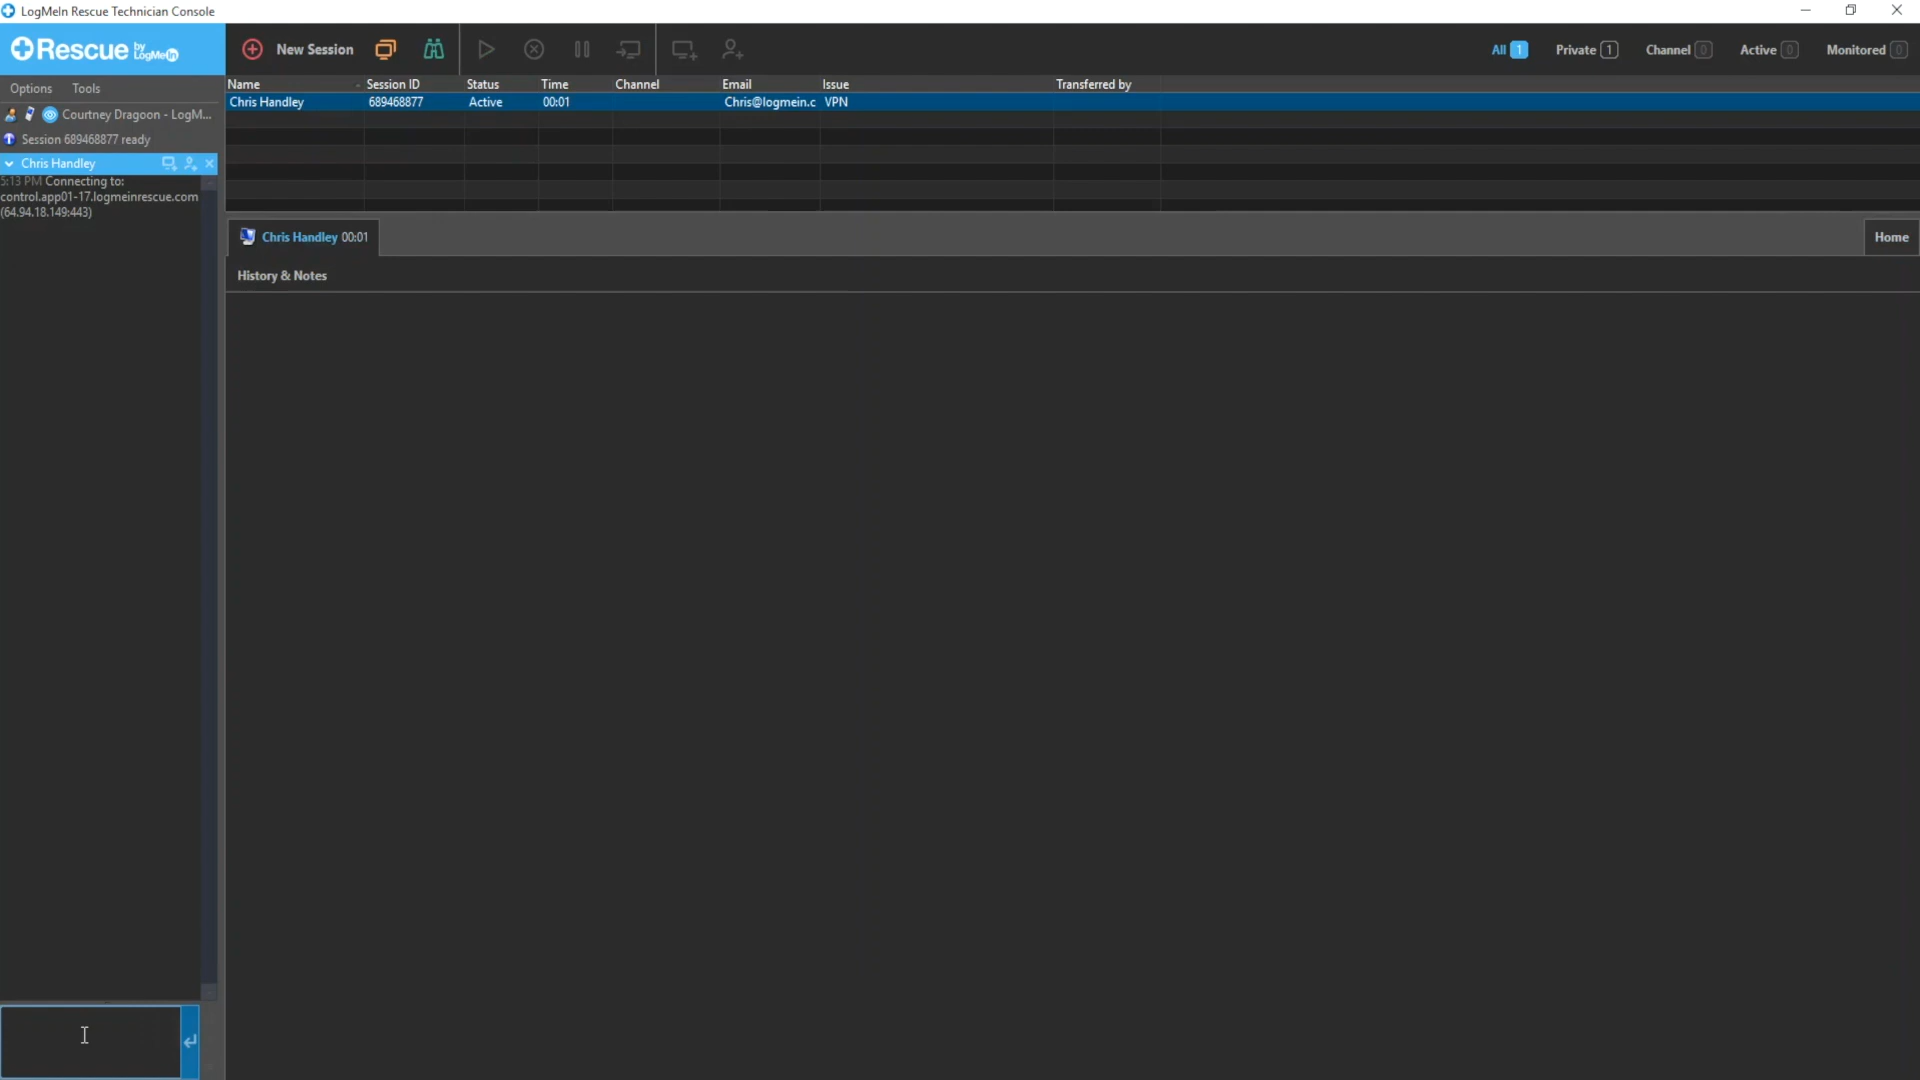 LogMeIn Rescue Technician Console
Rescue by LogMeIn
New Session
All 1 Private 1 Channel 0 Active 0 Monitored 0
Options Tools
Name Session ID Status Time Channel Email Issue Transferred by
Chris Handley 689468877 Active 00:01 Chris@logmein.c VPN
Courtney Dragoon - LogM...
Session 689468877 ready
Chris Handley
5:13 PM Connecting to:
control.app01-17.logmeinrescue.com
(64.94.18.149:443)
Chris Handley 00:01
Home
History & Notes